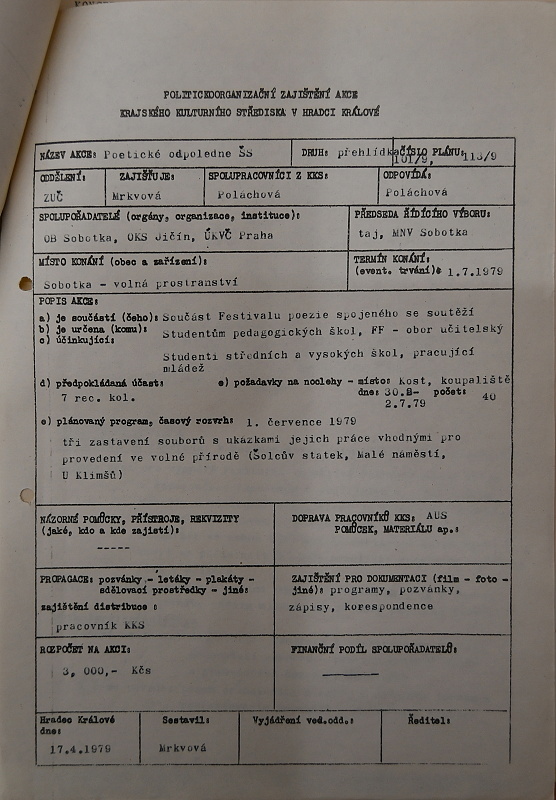 POLITICKOORGANIZAČNÍ ZAJIŠTĚNÍ AKCE
KRAJSKÉHO KULTURNÍHO STŘEDISKA V HRADCI KRÁLOVÉ
NÁZEV AKCE: Poetické odpoledne ŠS
DRUH: přehlídka
ČÍSLO PLÁNU:
101/9, 113/9
ODDĚLENÍ:
ZUČ
ZAJIŠŤUJE:
Mrkvová
SPOLUPRACOVNÍCI Z KKS:
Poláchová
ODPOVÍDÁ:
Poláchová
SPOLUPOŘADATELÉ (orgány, organizace, instituce):
OB Sobotka, OKS Jičín, ÚKVČ Praha
PŘEDSEDA ŘÍDÍCÍHO VÝBORU:
taj, MNV Sobotka
MÍSTO KONÁNÍ (obec a zařízení):
Sobotka - volná prostranství
TERMÍN KONÁNÍ:
(event. trvání): 1.7.1979
POPIS AKCE:
a) je součástí (čeho): Součást Festivalu poezie spojeného se soutěží
b) je určena (komu): Studentům pedagogických škol, FF - obor učitelský
c) účinkující:
Studenti středních a vysokých škol, pracující
mládež
d) předpokládaná účast:
7 rec. kol.
e) požadavky na noclehy - místo: Kost, koupaliště
dne: 30.6- počet: 40
2.7.79
e) plánovaný program, časový rozvrh: 1. července 1979
tři zastavení souborů s ukázkami jejich práce vhodnými pro
provedení ve volné přírodě (Šolcův statek, Malé náměstí,
U Klimšů)
NÁZORNÉ POMŮCKY, PŘÍSTROJE, REKVIZITY
(jaké, kdo a kde zajistí):
-----
DOPRAVA PRACOVNÍKŮ KKS: AUS
POMŮCEK, MATERIÁLU ap.:
PROPAGACE: pozvánky - letáky - plakáty -
sdělovací prostředky - jiné:
zajištění distribuce :
pracovník KKS
ZAJIŠTĚNÍ PRO DOKUMENTACI (film - foto -
jiné): programy, pozvánky,
zápisy, korespondence
ROZPOČET NA AKCI:
3, 000,- Kčs
FINANČNÍ PODÍL SPOLUPOŘADATELŮ:
Hradec Králové
dne:
17.4.1979
Sestavil:
Mrkvová
Vyjádření ved.odd.:
Ředitel: